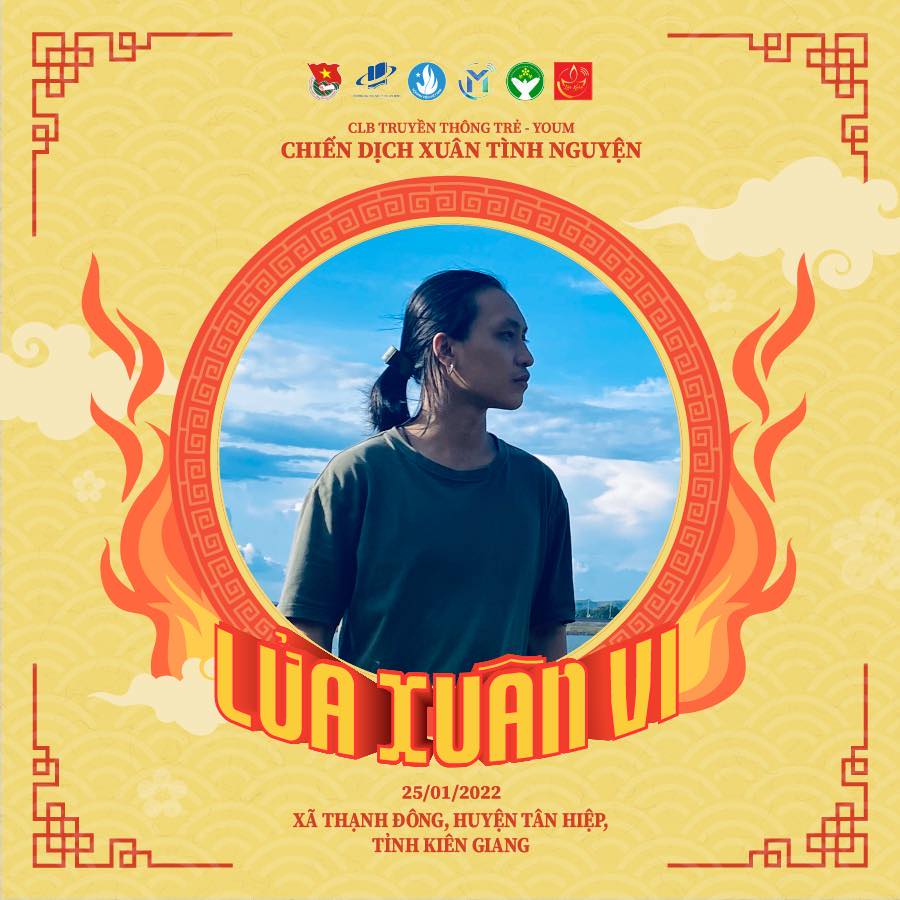 CLB TRUYỀN THÔNG TRẺ - YOUM
CHIẾN DỊCH XUÂN TÌNH NGUYỆN
LỦA XUÂN VI
25/01/2022
XÃ THẠNH ĐÔNG, HUYỆN TÂN HIỆP,
TỈNH KIÊN GIANG